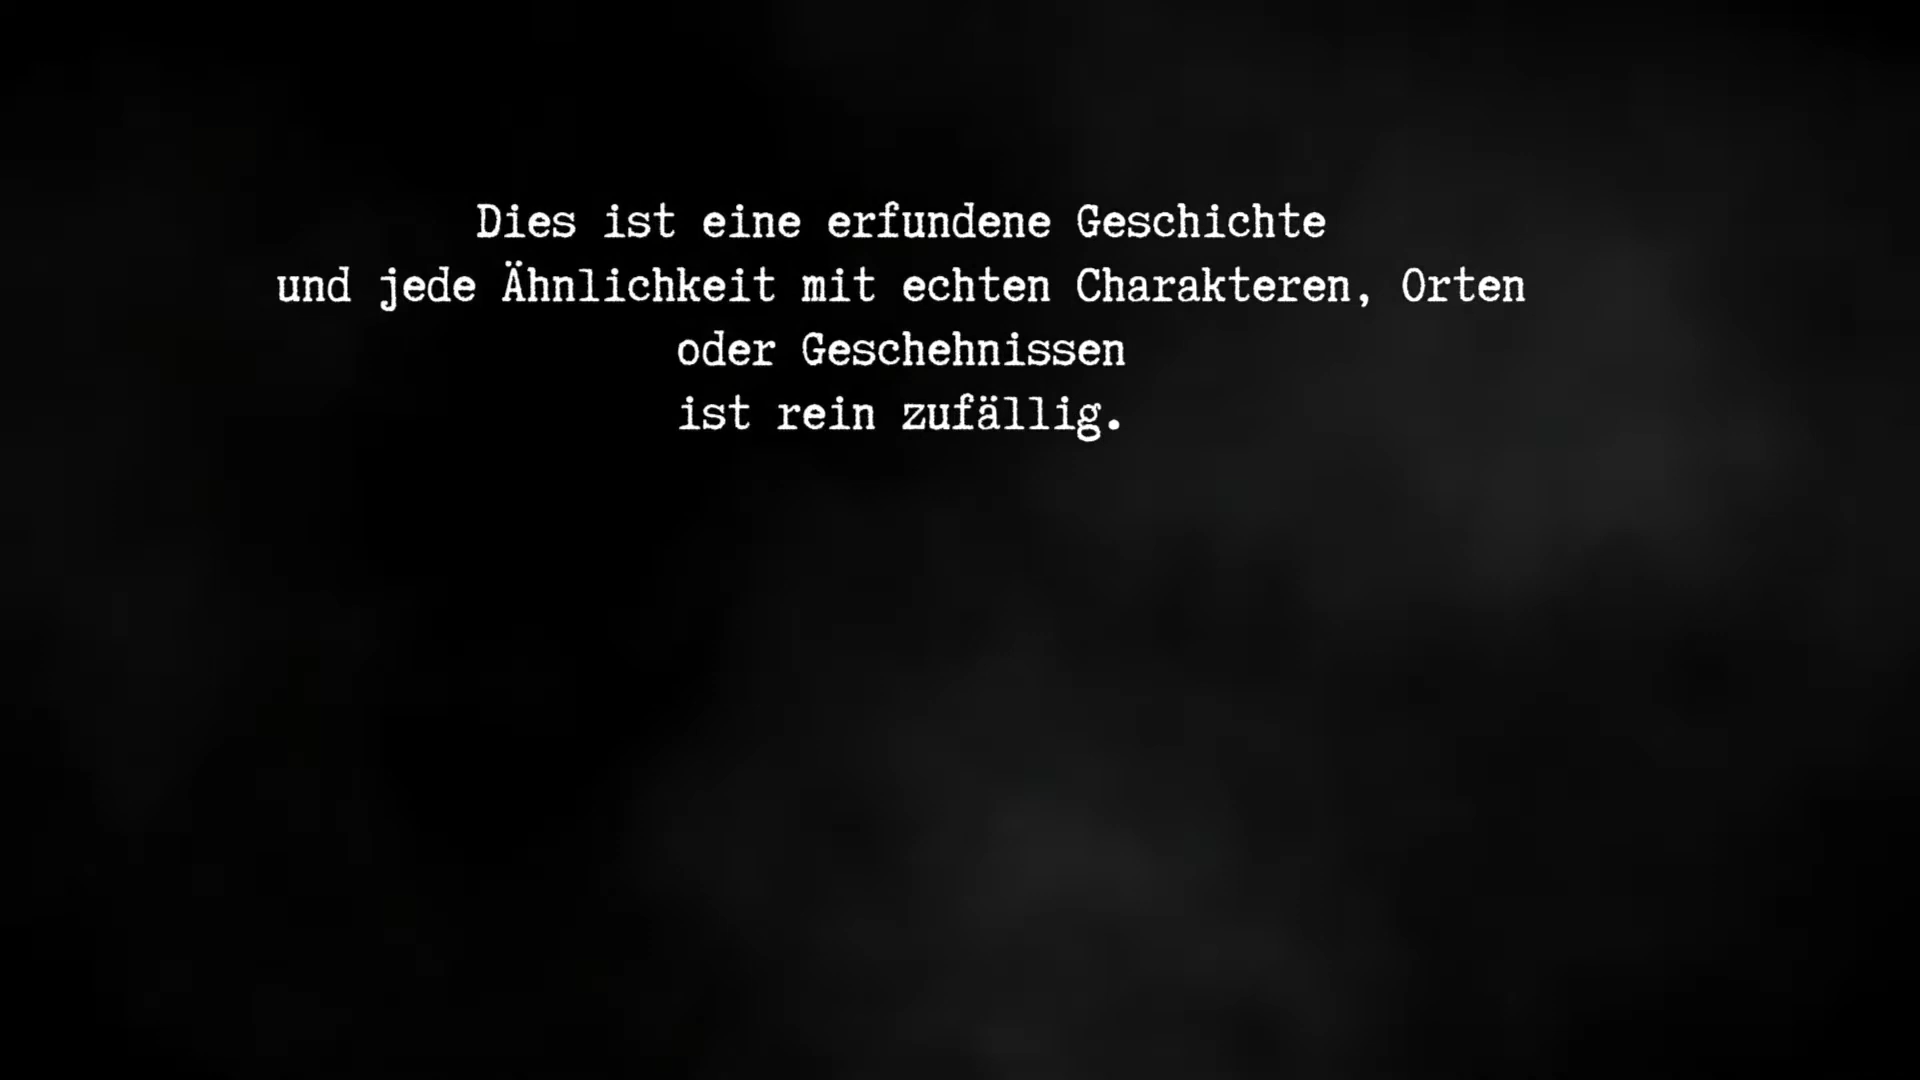 Dies ist eine erfundene Geschichte
und jede Ähnlichkeit mit echten Charakteren, Orten
oder Geschehnissen
ist rein zufällig.